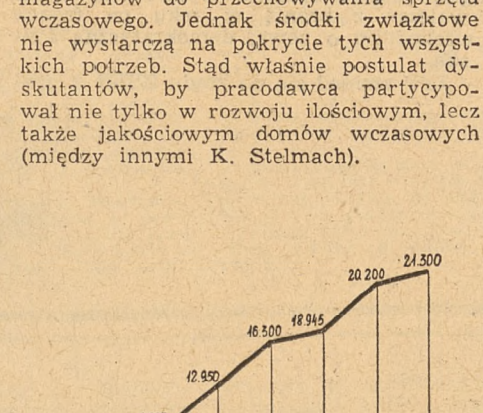 magazynów do przechowywania sprzętu
wczasowego. Jednak środki związkowe
nie wystarczą na pokrycie tych wszyst-
kich potrzeb. Stąd właśnie postulat dy-
skutantów, by pracodawca partycypo-
wał nie tylko w rozwoju ilościowym, lecz
także jakościowym domów wczasowych
(między innymi K. Stelmach).
21.300
20.200
18.945
16.300
12.950